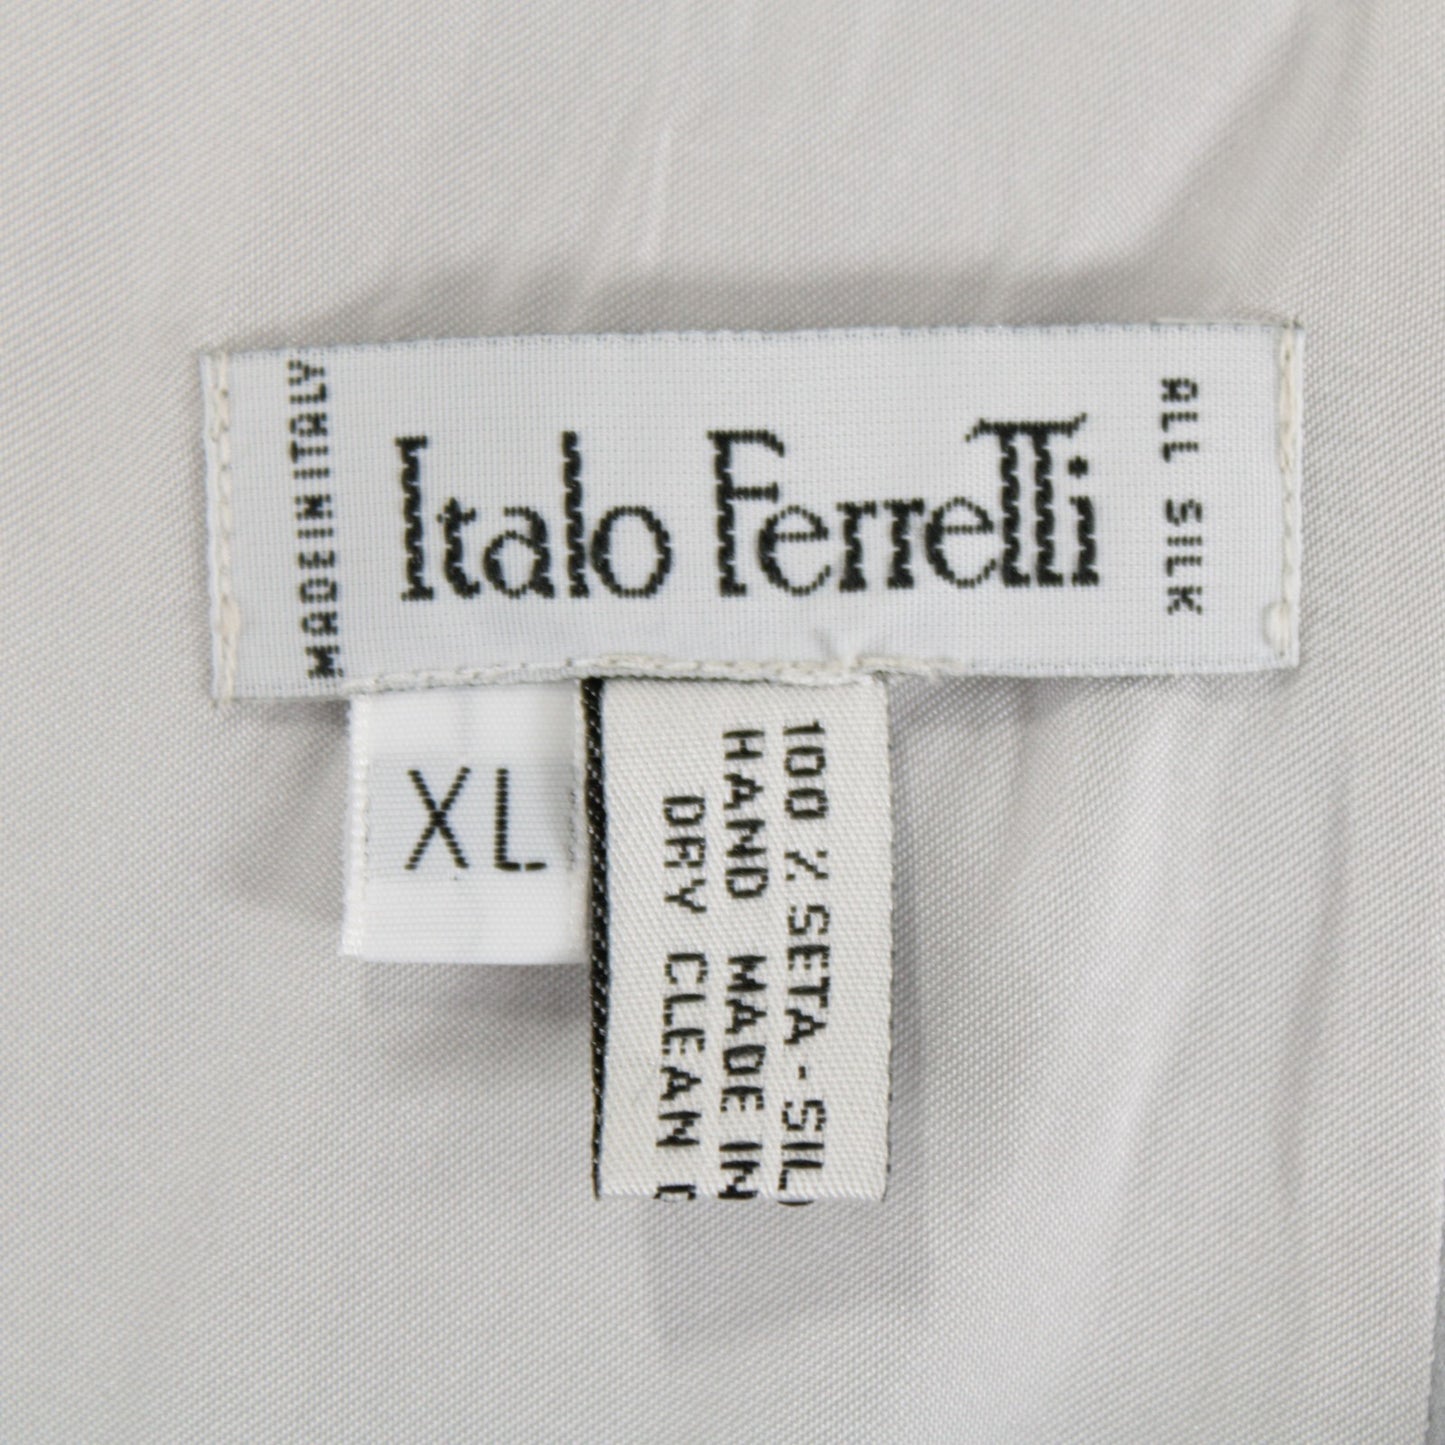 MADE IN ITALY
Italo Ferretti
ALL SILK
XL
100 % SETA - SIL
HAND MADE IN
DRY CLEAN